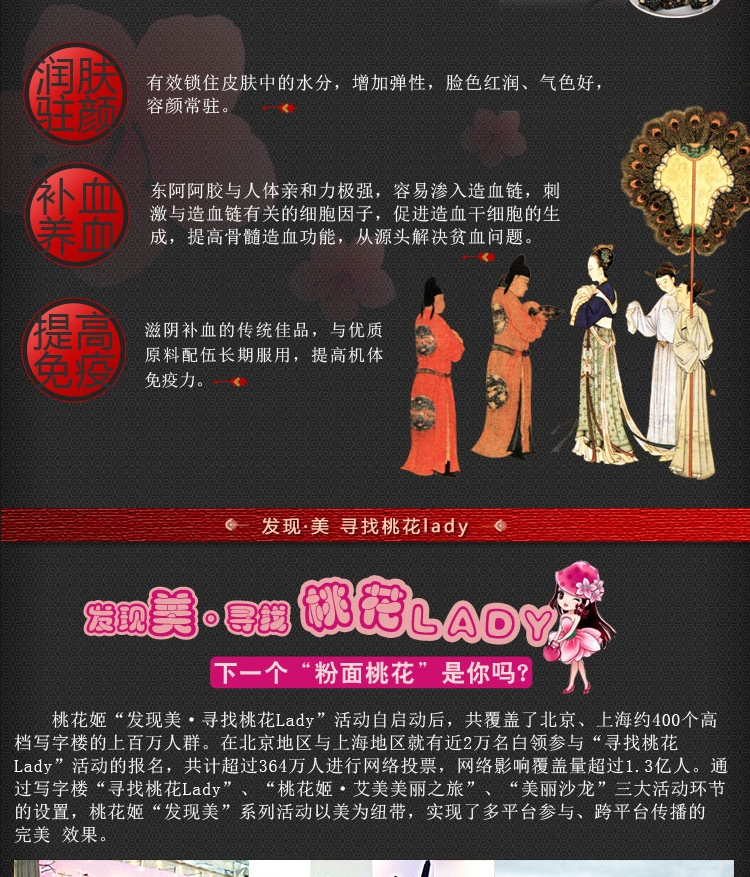 润肤
驻颜
有效锁住皮肤中的水分，增加弹性，脸色红润、气色好，
容颜常驻。
补血
养血
东阿阿胶与人体亲和力极强，容易渗入造血链，刺
激与造血链有关的细胞因子，促进造血干细胞的生
成，提高骨髓造血功能，从源头解决贫血问题。
提高
免疫
滋阴补血的传统佳品，与优质
原料配伍长期服用，提高机体
免疫力。
发现·美 寻找桃花lady
发现美·寻找 桃花LADY
下一个“粉面桃花”是你吗？
桃花姬“发现美·寻找桃花Lady”活动自启动后，共覆盖了北京、上海约400个高
档写字楼的上百万人群。在北京地区与上海地区就有近2万名白领参与“寻找桃花
Lady”活动的报名，共计超过364万人进行网络投票，网络影响覆盖量超过1.3亿人。通
过写字楼“寻找桃花Lady”、“桃花姬·艾美美丽之旅”、“美丽沙龙”三大活动环节
的设置，桃花姬“发现美”系列活动以美为纽带，实现了多平台参与、跨平台传播的
完美 效果。